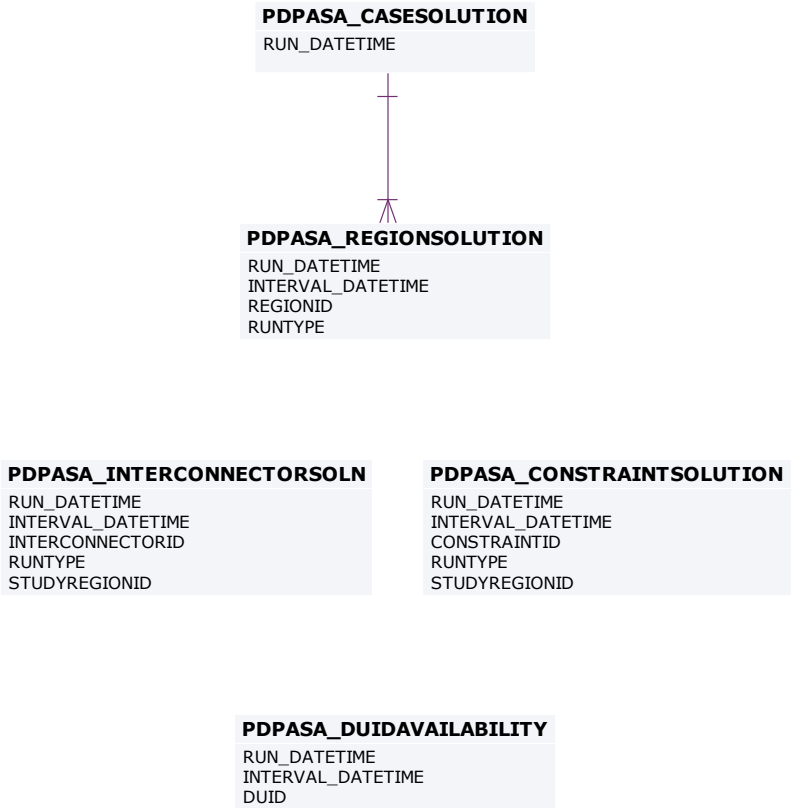 PDPASA_CASESOLUTION
RUN_DATETIME
PDPASA_REGIONSOLUTION
RUN_DATETIME
INTERVAL_DATETIME
REGIONID
RUNTYPE
PDPASA_INTERCONNECTORSOLN
RUN_DATETIME
INTERVAL_DATETIME
INTERCONNECTORID
RUNTYPE
STUDYREGIONID
PDPASA_CONSTRAINTSOLUTION
RUN_DATETIME
INTERVAL_DATETIME
CONSTRAINTID
RUNTYPE
STUDYREGIONID
PDPASA_DUIDAVAILABILITY
RUN_DATETIME
INTERVAL_DATETIME
DUID